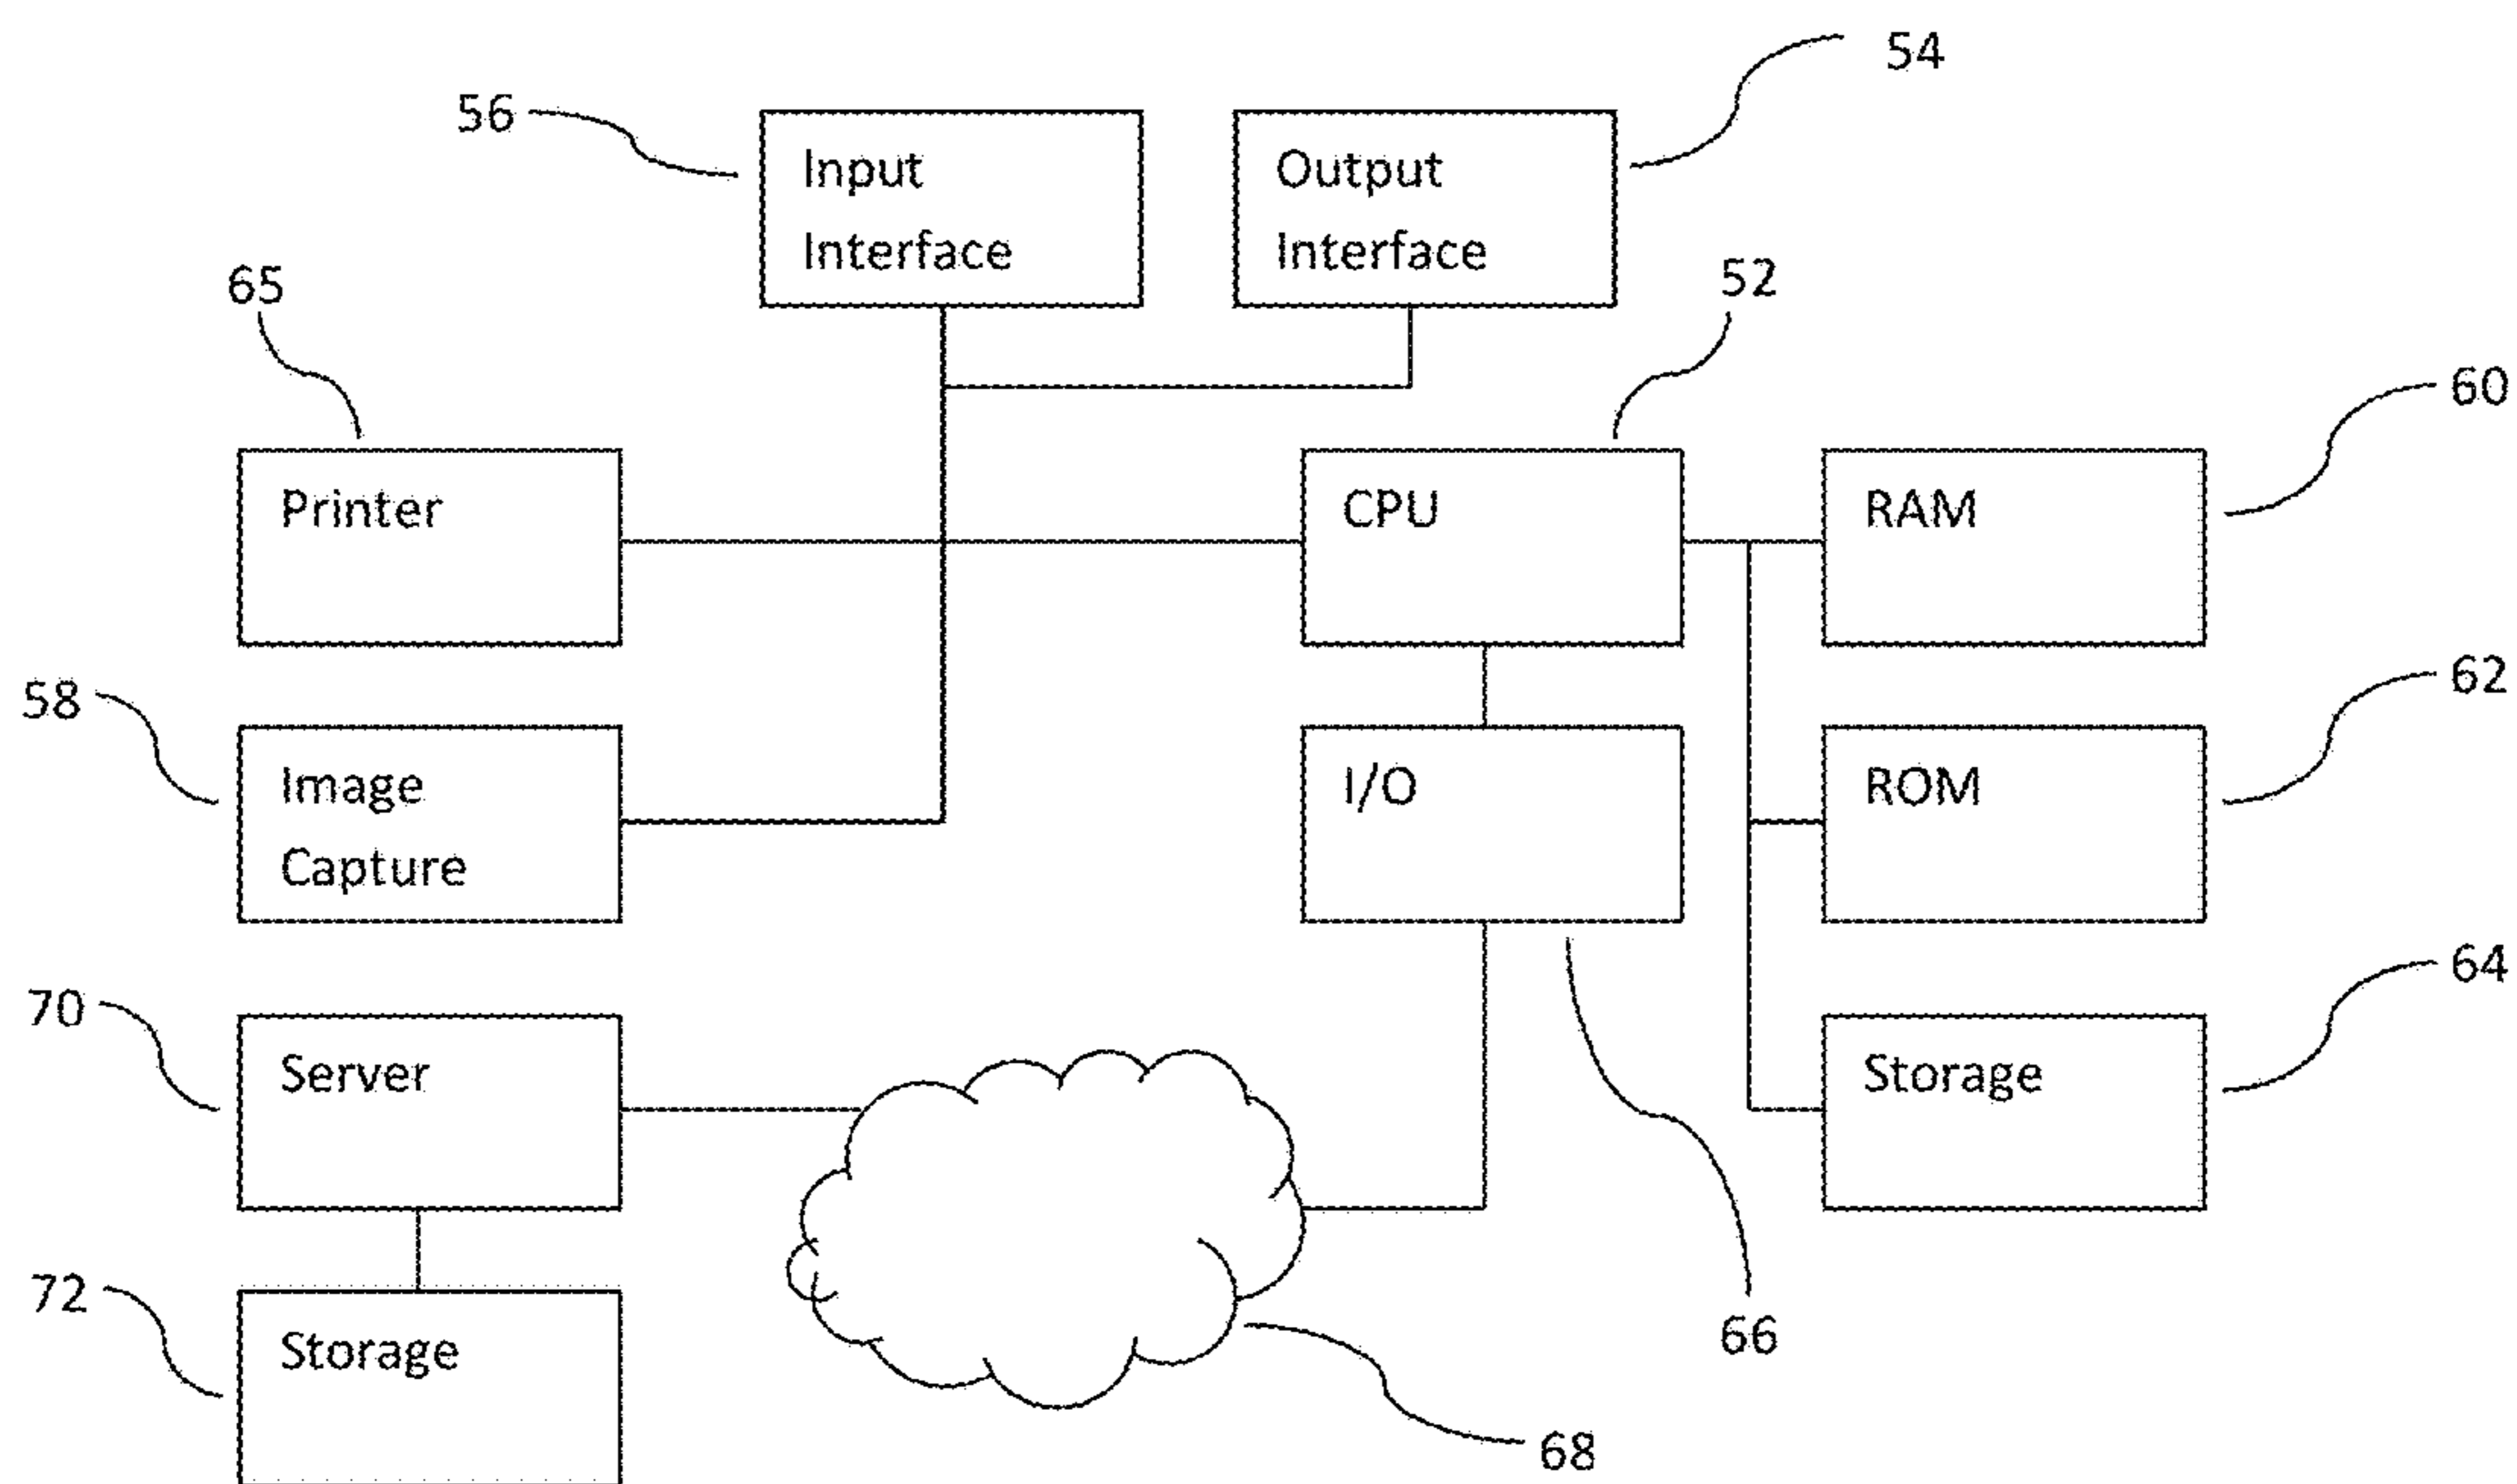 54
56
Input
Interface
Output
Interface
65
52
60
Printer
CPU
RAM
58
62
Image
Capture
I/O
ROM
70
64
Server
Storage
72
Storage
66
68